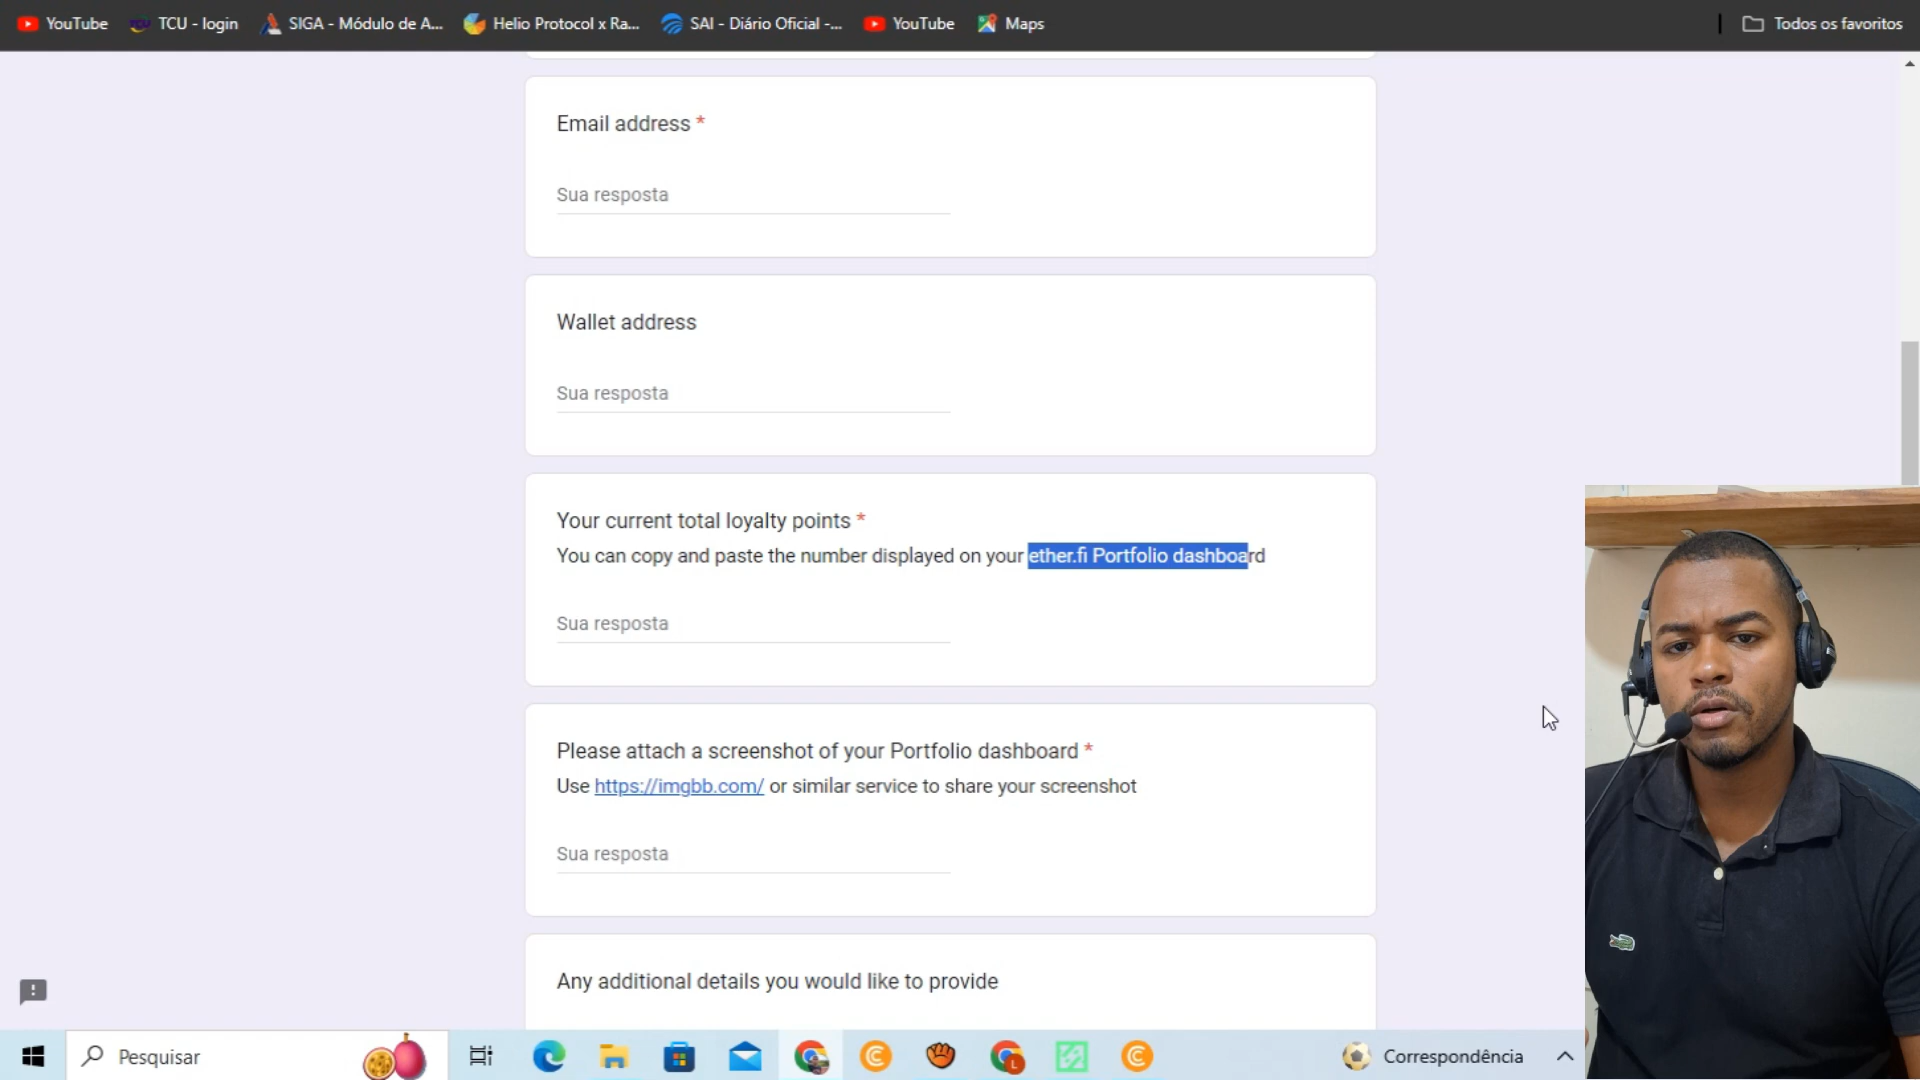 YouTube
TCU - login
SIGA - Módulo de A...
Helio Protocol x Ra...
SAI - Diário Oficial -...
YouTube
Maps
Todos os favoritos
Email address *
Sua resposta
Wallet address
Sua resposta
Your current total loyalty points *
You can copy and paste the number displayed on your ether.fi Portfolio dashboard
Sua resposta
Please attach a screenshot of your Portfolio dashboard *
Use https://imgbb.com/ or similar service to share your screenshot
Sua resposta
Any additional details you would like to provide
Pesquisar
L
Correspondência